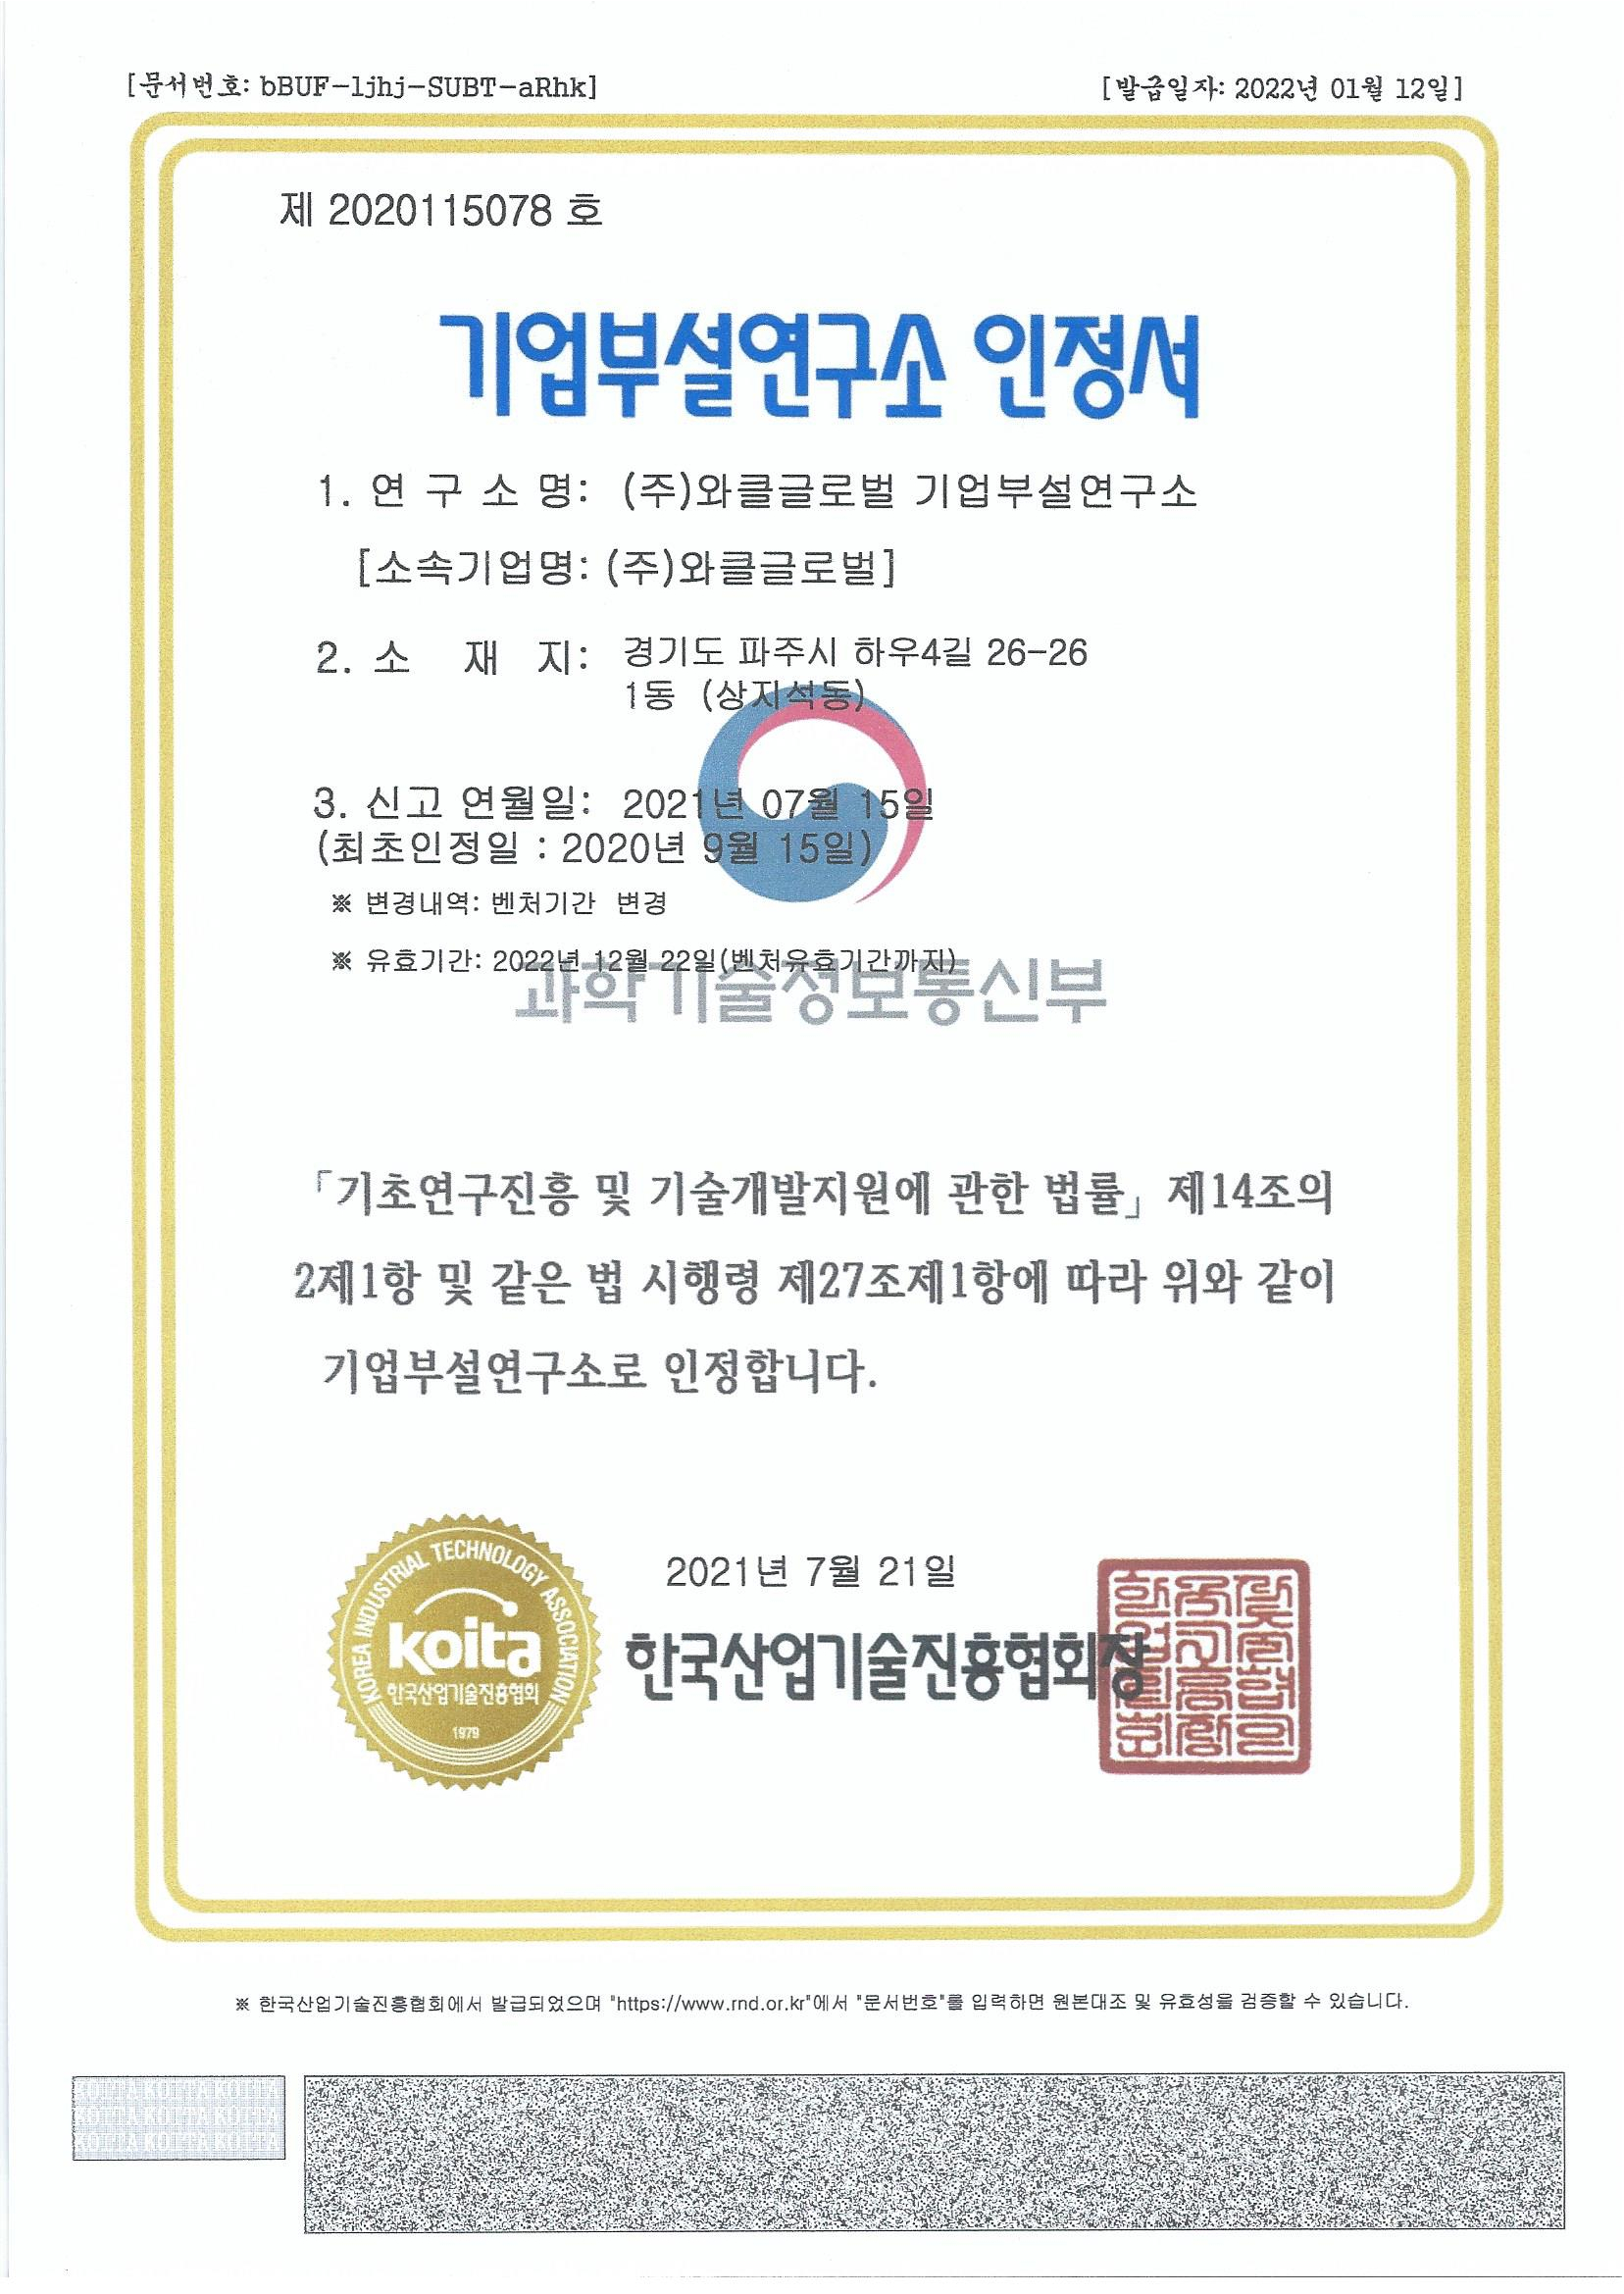 [문서번호: bBUF-ljhj-SUBT-aRhk]
[발급일자: 2022년 01월 12일]
제 2020115078 호
기업부설연구소 인정서
1. 연 구 소 명: (주)와클글로벌 기업부설연구소
[소속기업명: (주)와클글로벌]
2. 소 재 지: 경기도 파주시 하우4길 26-26
1동 (상지석동)
3. 신고 연월일: 2021년 07월 15일
(최초인정일 : 2020년 9월 15일)
※ 변경내역: 벤처기간 변경
※ 유효기간: 2022년 12월 22일(벤처유효기간까지)
과학기술정보통신부
「기초연구진흥 및 기술개발지원에 관한 법률」 제14조의
2제1항 및 같은 법 시행령 제27조제1항에 따라 위와 같이
기업부설연구소로 인정합니다.
2021년 7월 21일
한국산업기술진흥협회장
KOREA INDUSTRIAL TECHNOLOGY ASSOCIATION
koita
한국산업기술진흥협회
1979
※ 한국산업기술진흥협회에서 발급되었으며 "https://www.rnd.or.kr"에서 "문서번호"를 입력하면 원본대조 및 유효성을 검증할 수 있습니다.